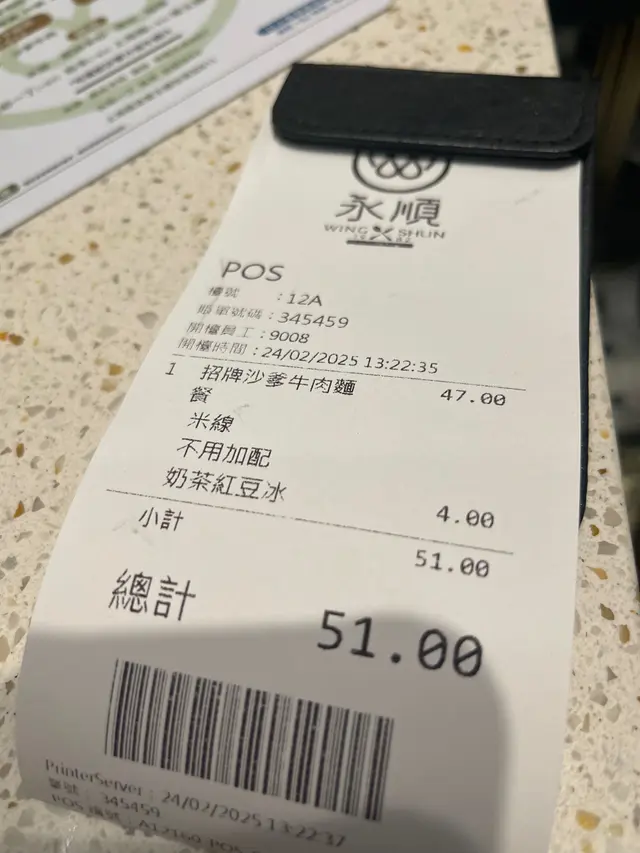 永順
WING SHUN
1982
POS
檯號 :12A
賬單號碼:345459
開檯員工:9008
開檯時間:24/02/2025 13:22:35
1 招牌沙爹牛肉麵 47.00
餐
米線
不用加配
奶茶紅豆冰 4.00
小計 51.00
總計 51.00
PrinterServer : 24/02/2025 13:22:37
單號: 345459